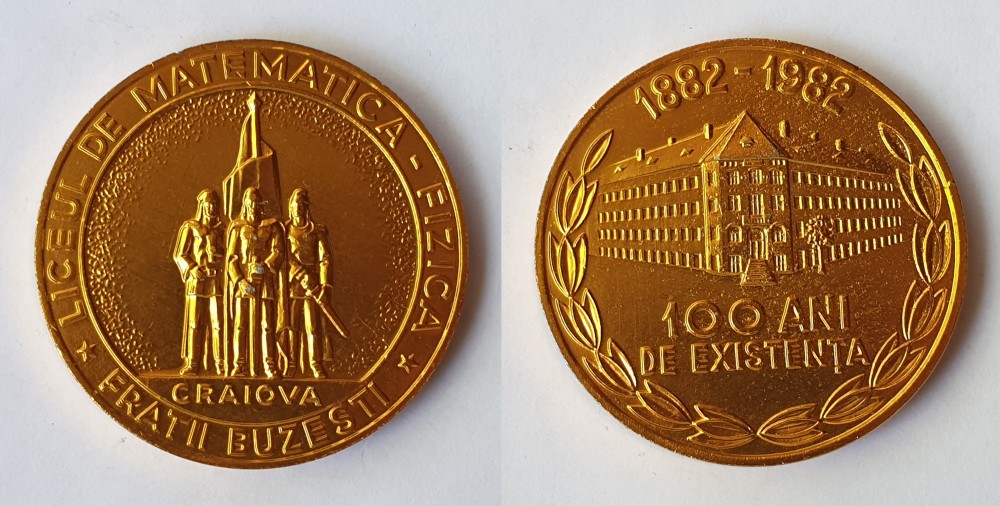 LICEUL DE MATEMATICA - FIZICA
FRAȚII BUZEȘTI
CRAIOVA
1882 - 1982
100 ANI
DE EXISTENȚA